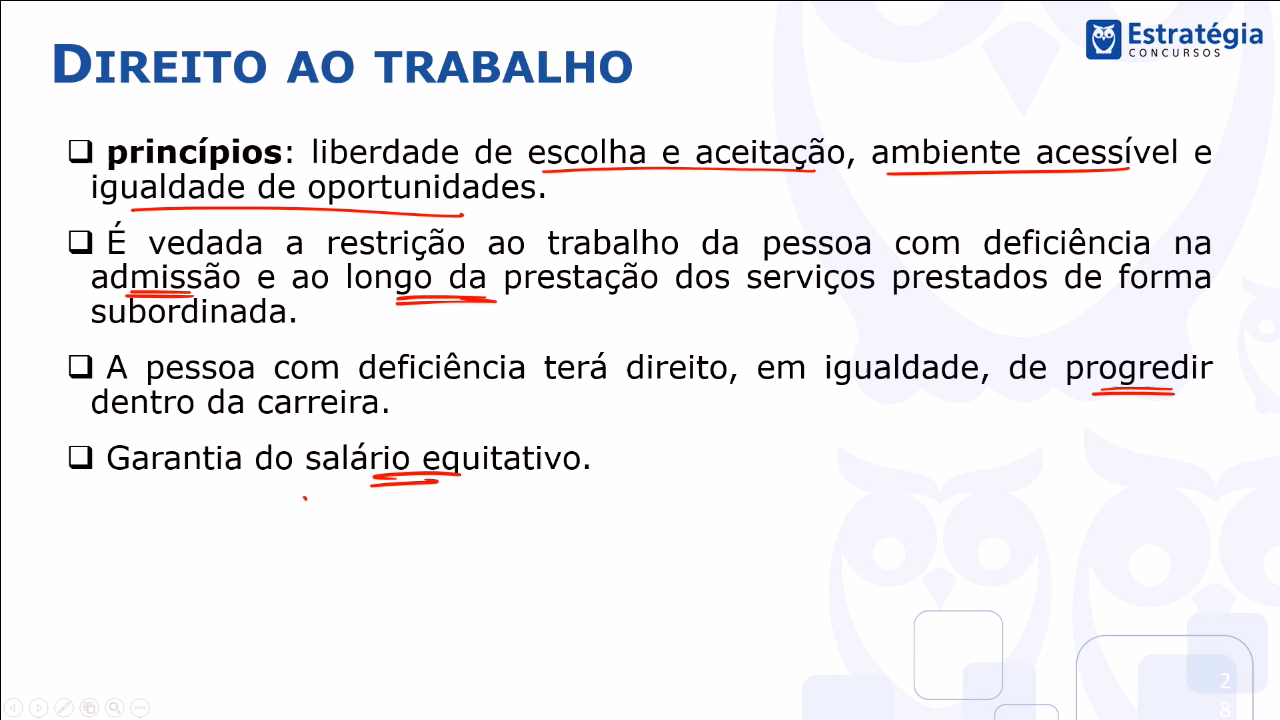 DIREITO AO TRABALHO
Estratégia
CONCURSOS
princípios: liberdade de escolha e aceitação, ambiente acessível e
igualdade de oportunidades.
É vedada a restrição ao trabalho da pessoa com deficiência na
admissão e ao longo da prestação dos serviços prestados de forma
subordinada.
A pessoa com deficiência terá direito, em igualdade, de progredir
dentro da carreira.
Garantia do salário equitativo.
2
8